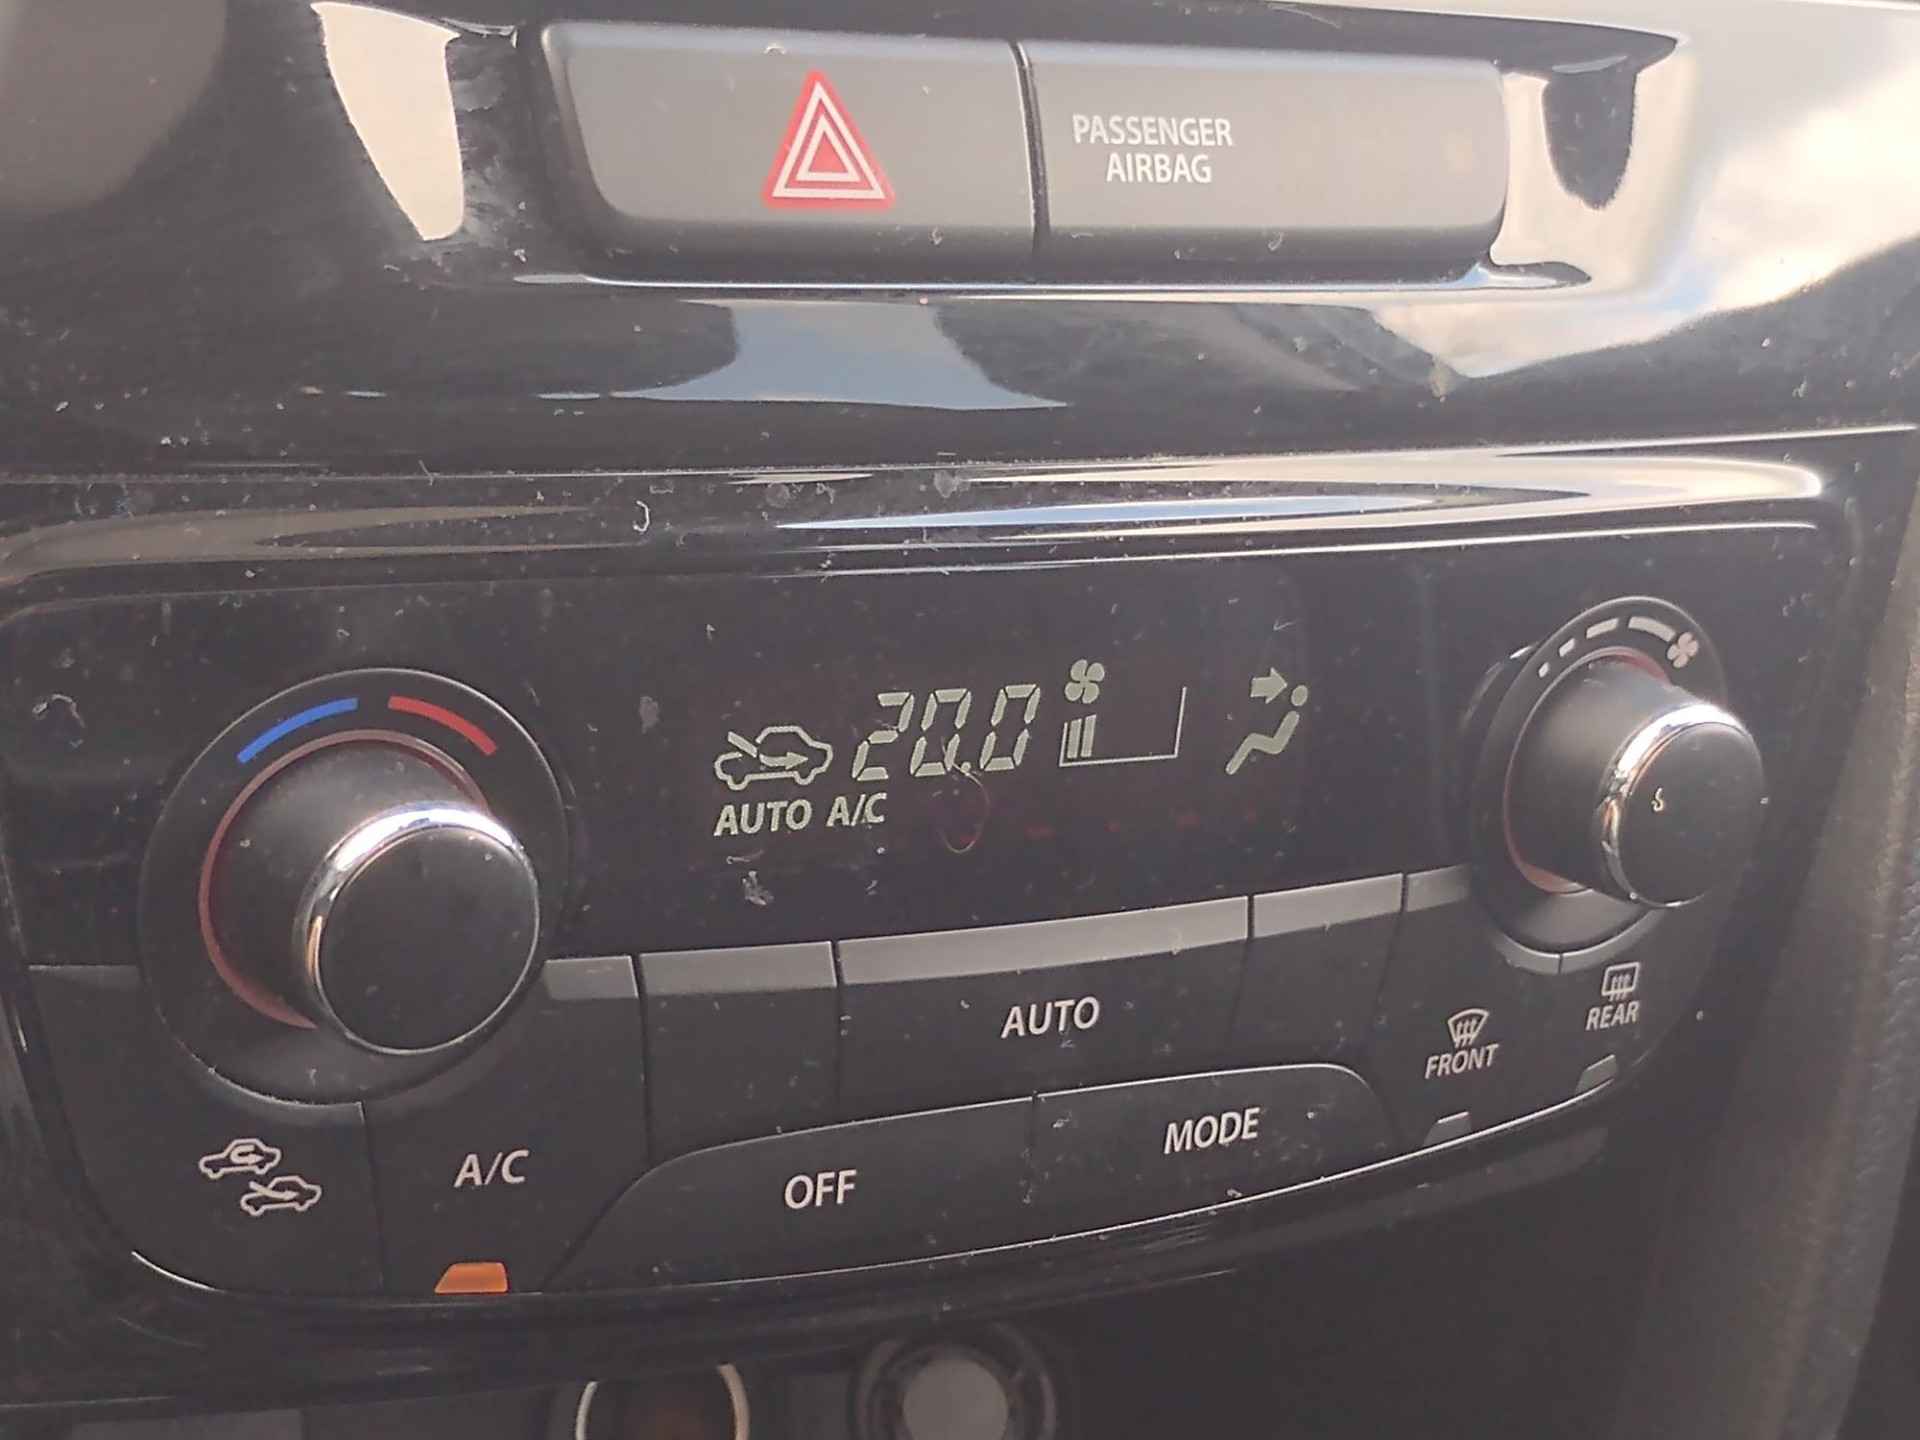 PASSENGER
AIRBAG
20.0
AUTO A/C
AUTO
REAR
FRONT
MODE
A/C
OFF